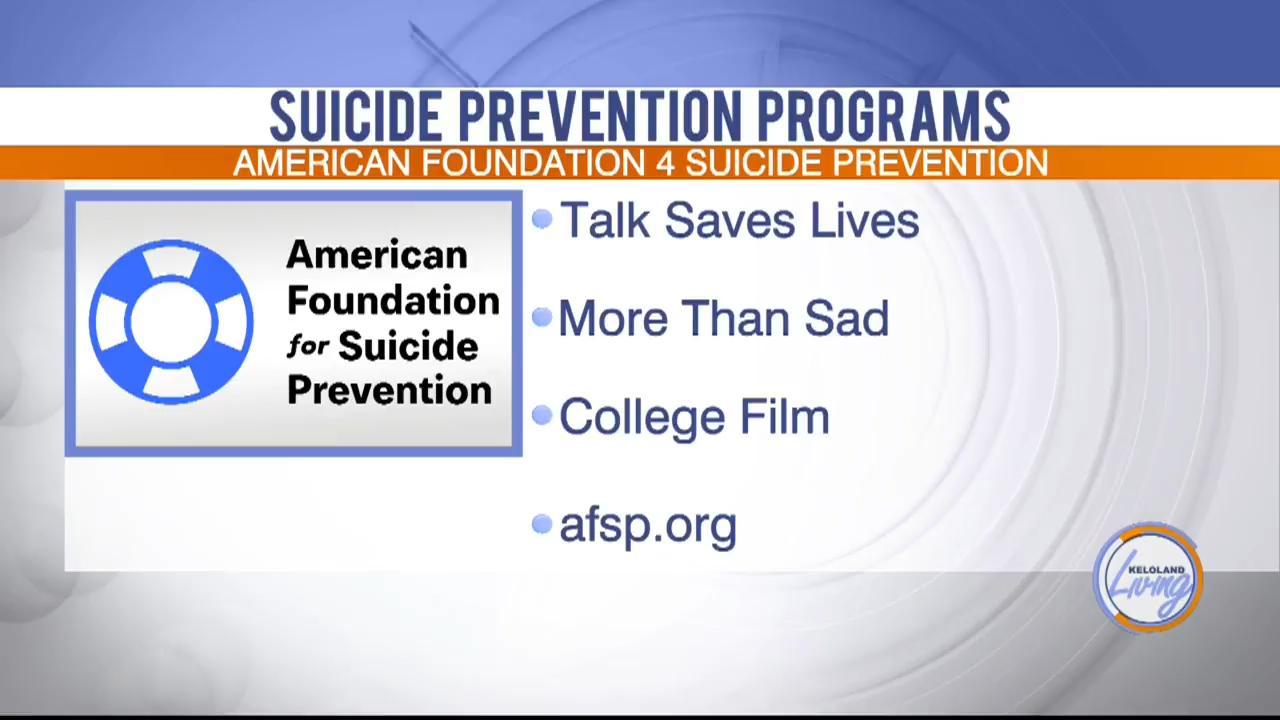 SUICIDE PREVENTION PROGRAMS
AMERICAN FOUNDATION 4 SUICIDE PREVENTION
American
Foundation
for Suicide
Prevention
Talk Saves Lives
More Than Sad
College Film
afsp.org
KELOLAND
Living